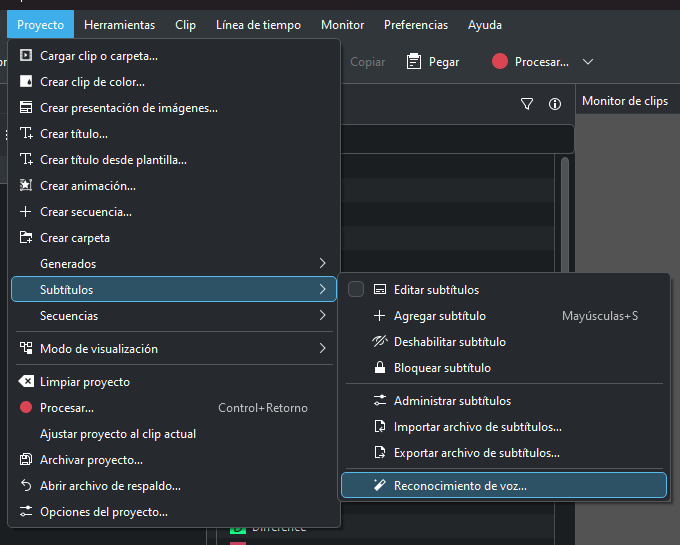 Proyecto Herramientas Clip Línea de tiempo Monitor Preferencias Ayuda
Copiar Pegar Procesar...
Monitor de clips
Cargar clip o carpeta...
Crear clip de color...
Crear presentación de imágenes...
Crear título...
Crear título desde plantilla...
Crear animación...
Crear secuencia...
Crear carpeta
Generados
Subtítulos
Secuencias
Modo de visualización
Limpiar proyecto
Procesar... Control+Retorno
Ajustar proyecto al clip actual
Archivar proyecto...
Abrir archivo de respaldo...
Opciones del proyecto...
Editar subtítulos
Agregar subtítulo Mayúsculas+S
Deshabilitar subtítulo
Bloquear subtítulo
Administrar subtítulos
Importar archivo de subtítulos...
Exportar archivo de subtítulos...
Reconocimiento de voz...
Difference